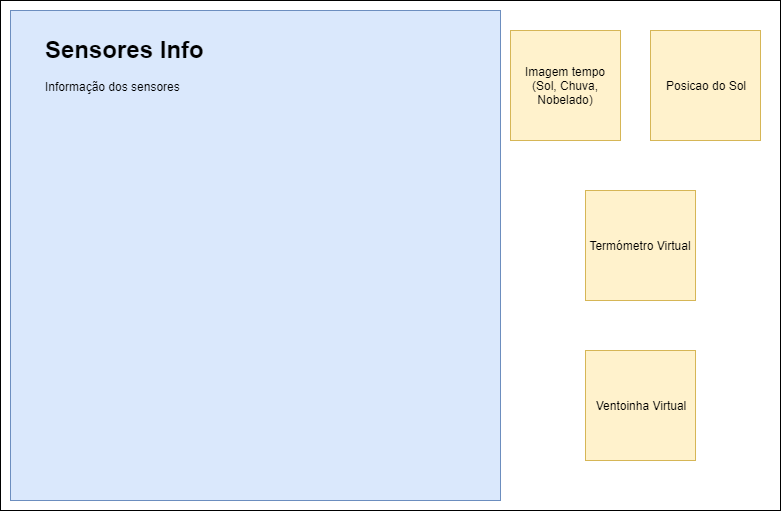 Sensores Info
Informação dos sensores
Imagem tempo
(Sol, Chuva,
Nobelado)
Posicao do Sol
Termómetro Virtual
Ventoinha Virtual